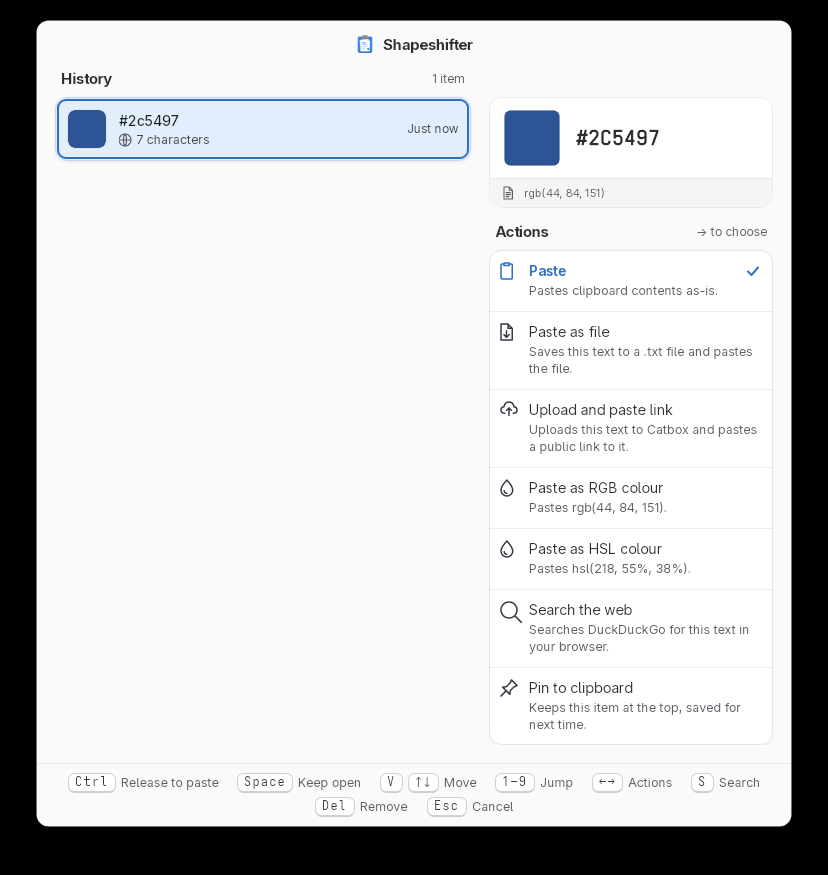 Shapeshifter
History
1 item
#2c5497
7 characters
Just now
#2C5497
rgb(44, 84, 151)
Actions
→ to choose
Paste
Pastes clipboard contents as-is.
Paste as file
Saves this text to a .txt file and pastes
the file.
Upload and paste link
Uploads this text to Catbox and pastes
a public link to it.
Paste as RGB colour
Pastes rgb(44, 84, 151).
Paste as HSL colour
Pastes hsl(218, 55%, 38%).
Search the web
Searches DuckDuckGo for this text in
your browser.
Pin to clipboard
Keeps this item at the top, saved for
next time.
Ctrl Release to paste Space Keep open V ↑↓ Move 1–9 Jump ←→ Actions S Search
Del Remove Esc Cancel